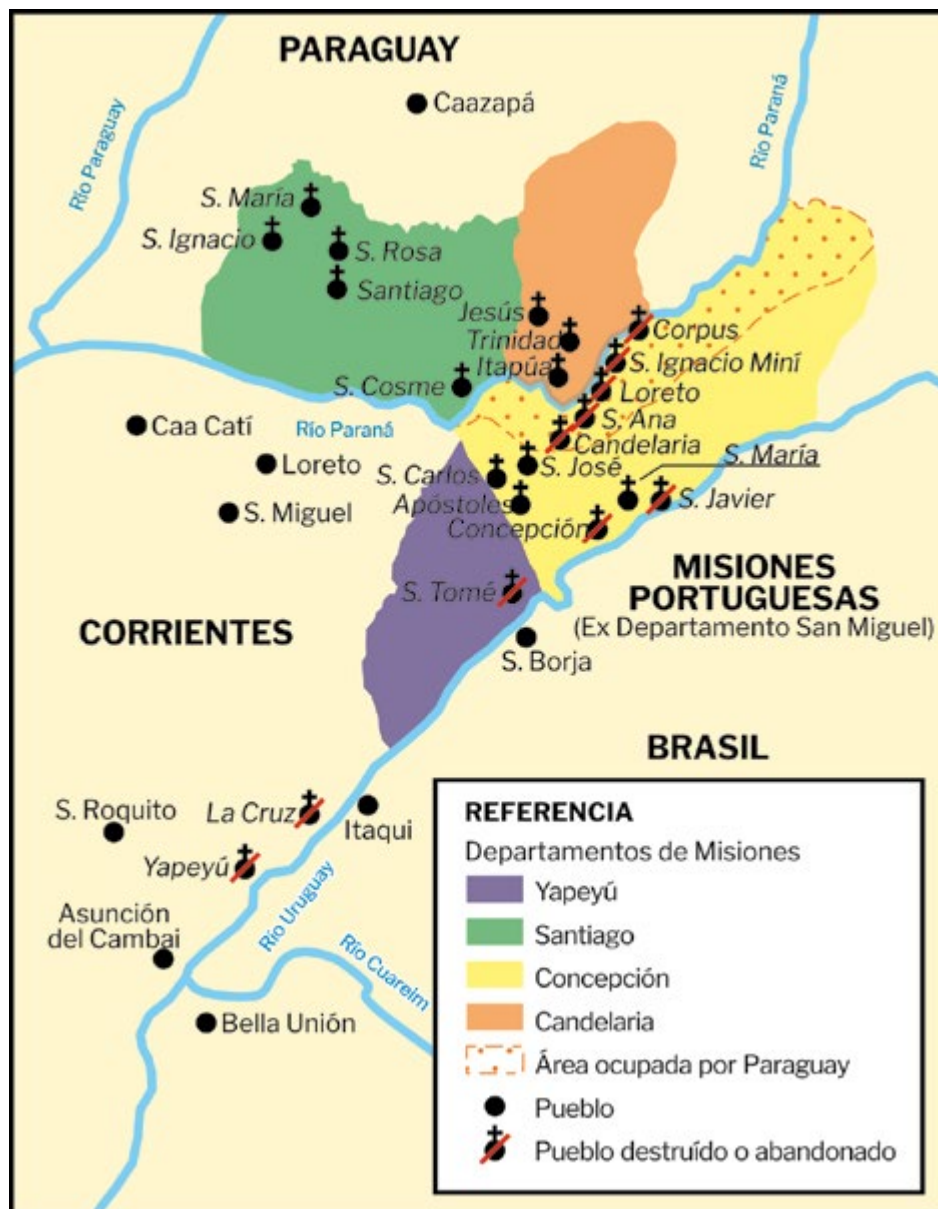 PARAGUAY
Caazapá
Río Paraguay
Río Paraná
S. María
S. Ignacio
S. Rosa
Santiago
Jesús
Trinidad
Itapúa
S. Cosme
Corpus
S. Ignacio Miní
Loreto
S. Ana
Candelaria
Caa Catí
Río Paraná
Loreto
S. Miguel
S. Carlos
S. José
S. María
Apóstoles
S. Javier
Concepción
S. Tomé
MISIONES
PORTUGUESAS
(Ex Departamento San Miguel)
CORRIENTES
S. Borja
BRASIL
S. Roquito
La Cruz
Itaqui
Yapeyú
Asunción
del Cambai
Río Uruguay
Río Cuareim
Bella Unión
REFERENCIA
Departamentos de Misiones
Yapeyú
Santiago
Concepción
Candelaria
Área ocupada por Paraguay
Pueblo
Pueblo destruído o abandonado